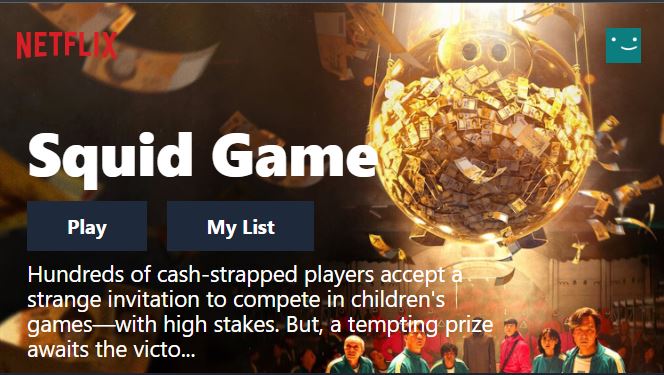 NETFLIX
Squid Game
Play
My List
Hundreds of cash-strapped players accept a
strange invitation to compete in children's
games—with high stakes. But, a tempting prize
awaits the victo...